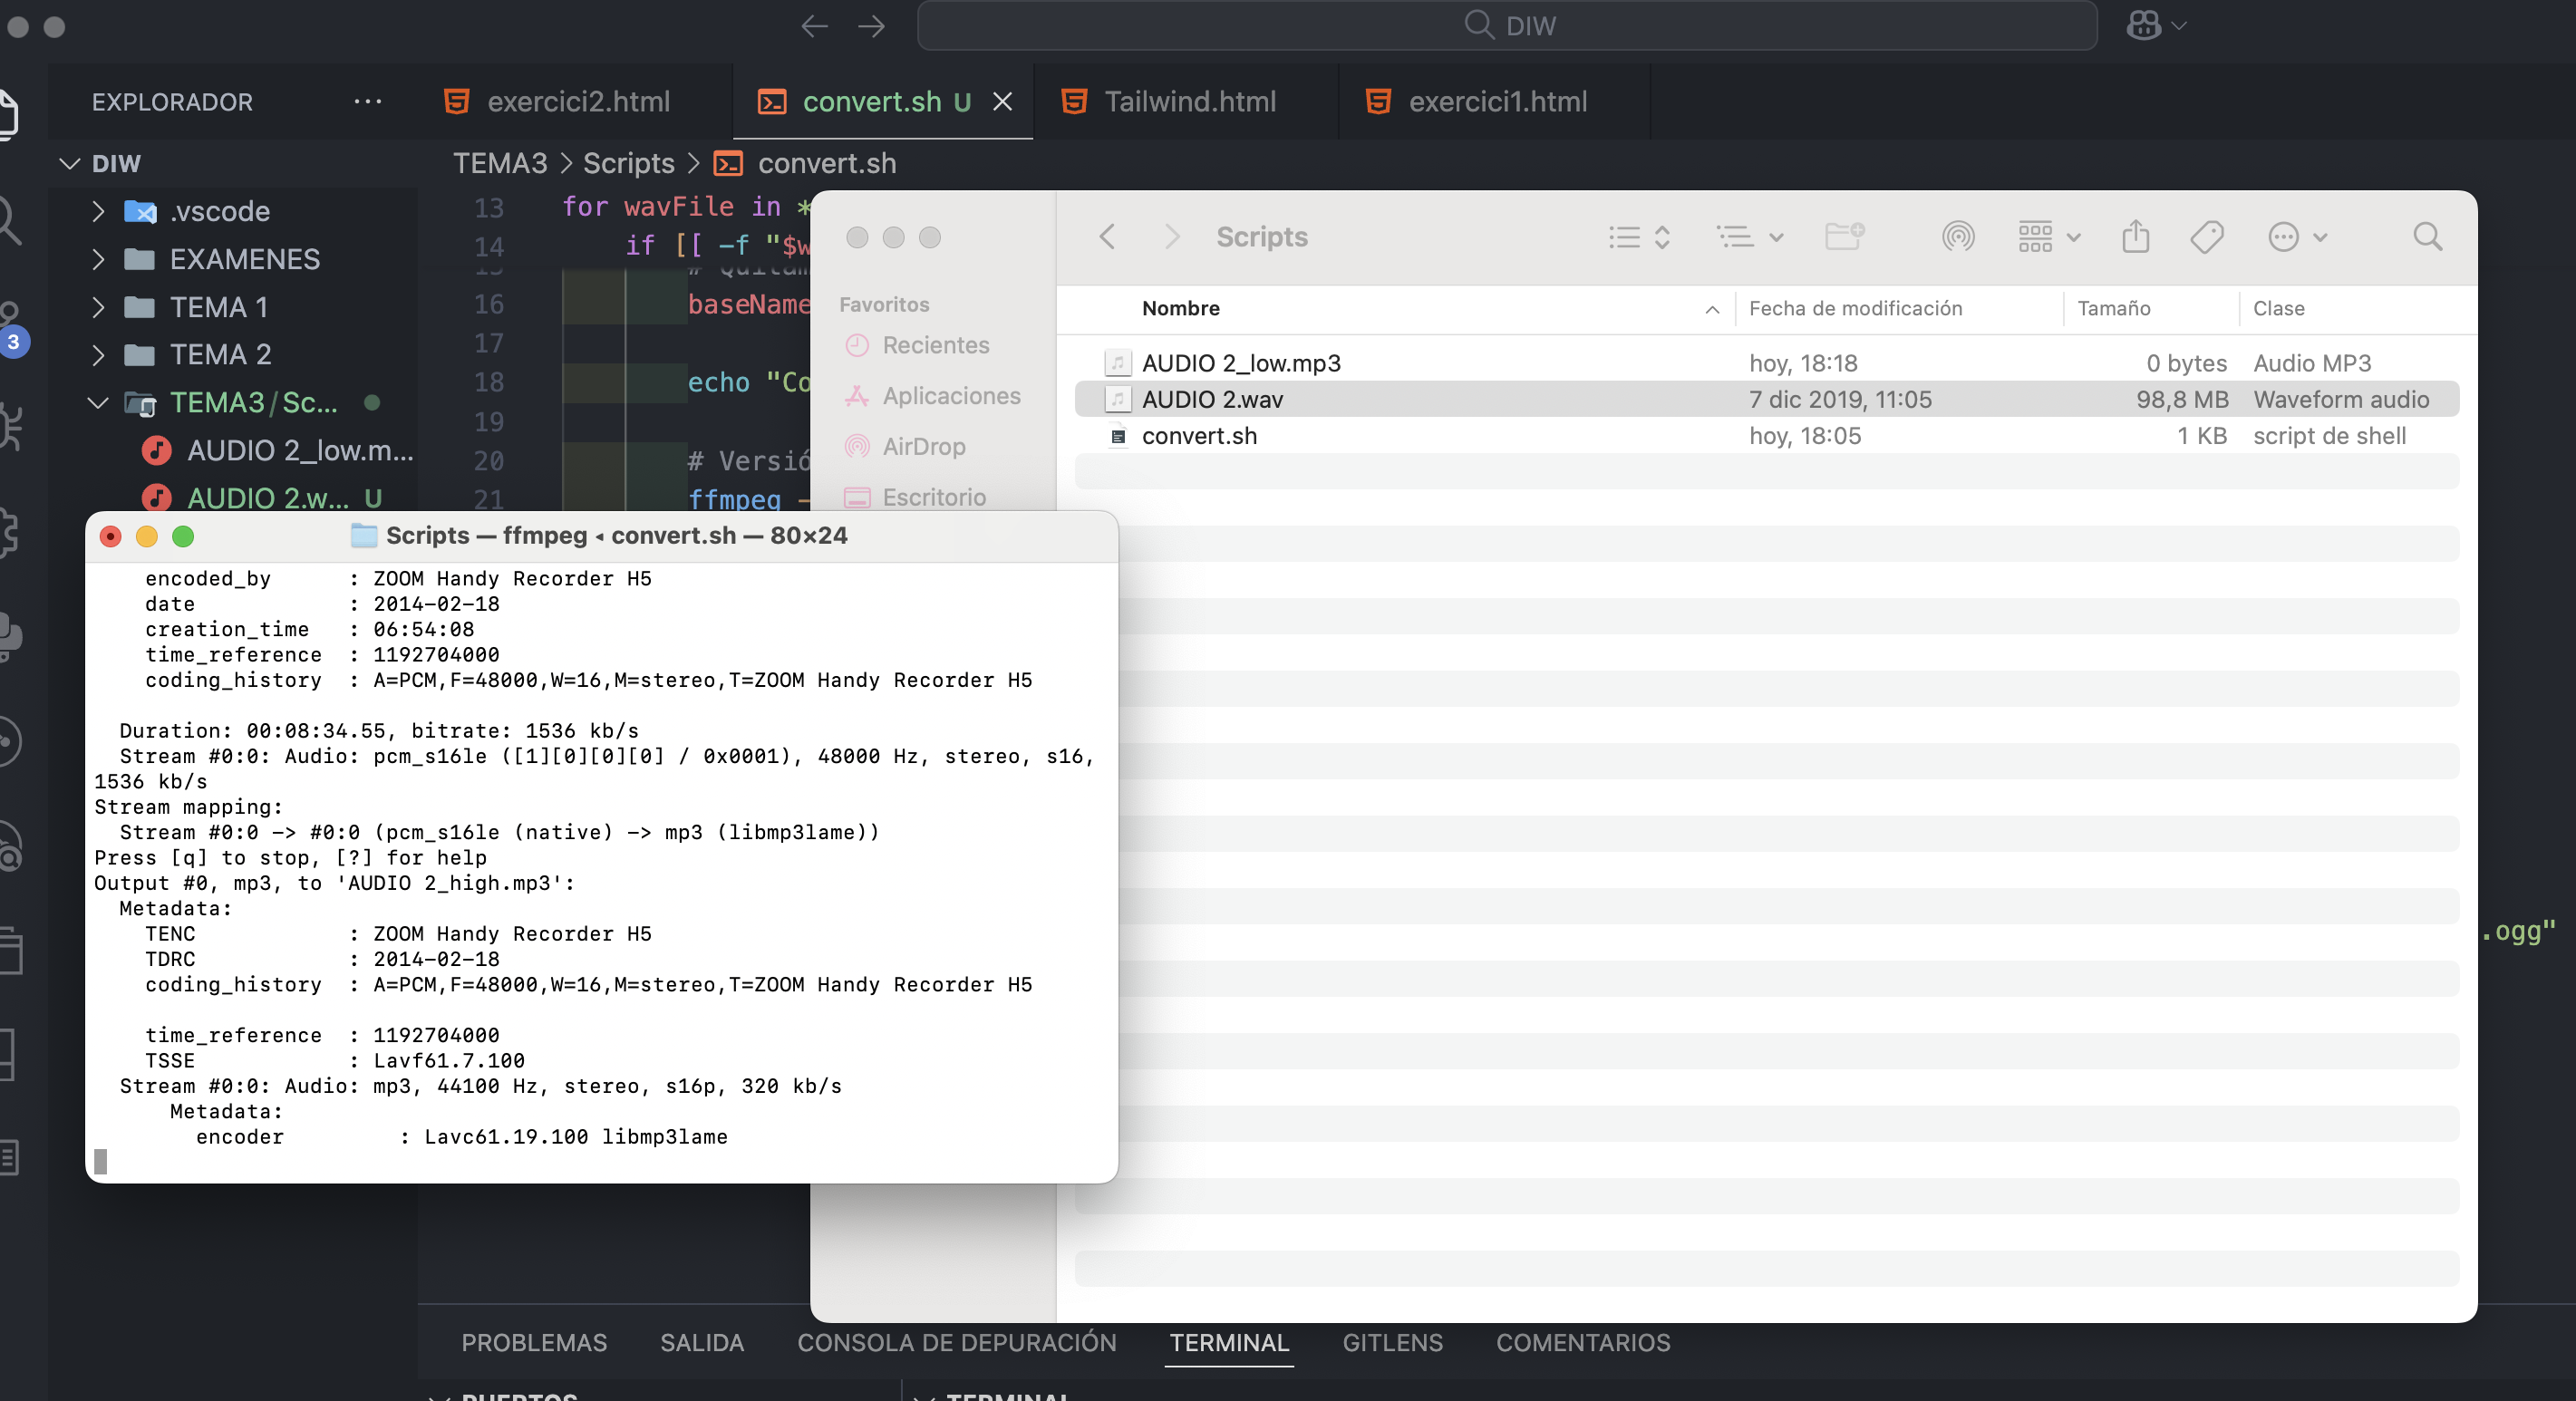 DIW
EXPLORADOR
exercici2.html
convert.sh U
Tailwind.html
exercici1.html
DIW
TEMA3 > Scripts > convert.sh
.vscode
EXAMENES
TEMA 1
TEMA 2
TEMA3/Sc...
AUDIO 2_low.m...
AUDIO 2.w... U
3
13 for wavFile in *
14 if [[ -f "$w
16 baseName
17
18 echo "Co
19
20 # Versió
21 ffmpeg -
.ogg"
Scripts
Favoritos
Recientes
Aplicaciones
AirDrop
Escritorio
Nombre Fecha de modificación Tamaño Clase
AUDIO 2_low.mp3 hoy, 18:18 0 bytes Audio MP3
AUDIO 2.wav 7 dic 2019, 11:05 98,8 MB Waveform audio
convert.sh hoy, 18:05 1 KB script de shell
Scripts — ffmpeg ◂ convert.sh — 80×24
encoded_by : ZOOM Handy Recorder H5
date : 2014-02-18
creation_time : 06:54:08
time_reference : 1192704000
coding_history : A=PCM,F=48000,W=16,M=stereo,T=ZOOM Handy Recorder H5
Duration: 00:08:34.55, bitrate: 1536 kb/s
Stream #0:0: Audio: pcm_s16le ([1][0][0][0] / 0x0001), 48000 Hz, stereo, s16,
1536 kb/s
Stream mapping:
Stream #0:0 -> #0:0 (pcm_s16le (native) -> mp3 (libmp3lame))
Press [q] to stop, [?] for help
Output #0, mp3, to 'AUDIO 2_high.mp3':
Metadata:
TENC : ZOOM Handy Recorder H5
TDRC : 2014-02-18
coding_history : A=PCM,F=48000,W=16,M=stereo,T=ZOOM Handy Recorder H5
time_reference : 1192704000
TSSE : Lavf61.7.100
Stream #0:0: Audio: mp3, 44100 Hz, stereo, s16p, 320 kb/s
Metadata:
encoder : Lavc61.19.100 libmp3lame
PROBLEMAS
SALIDA
CONSOLA DE DEPURACIÓN
TERMINAL
GITLENS
COMENTARIOS
PUERTOS
TERMINAL